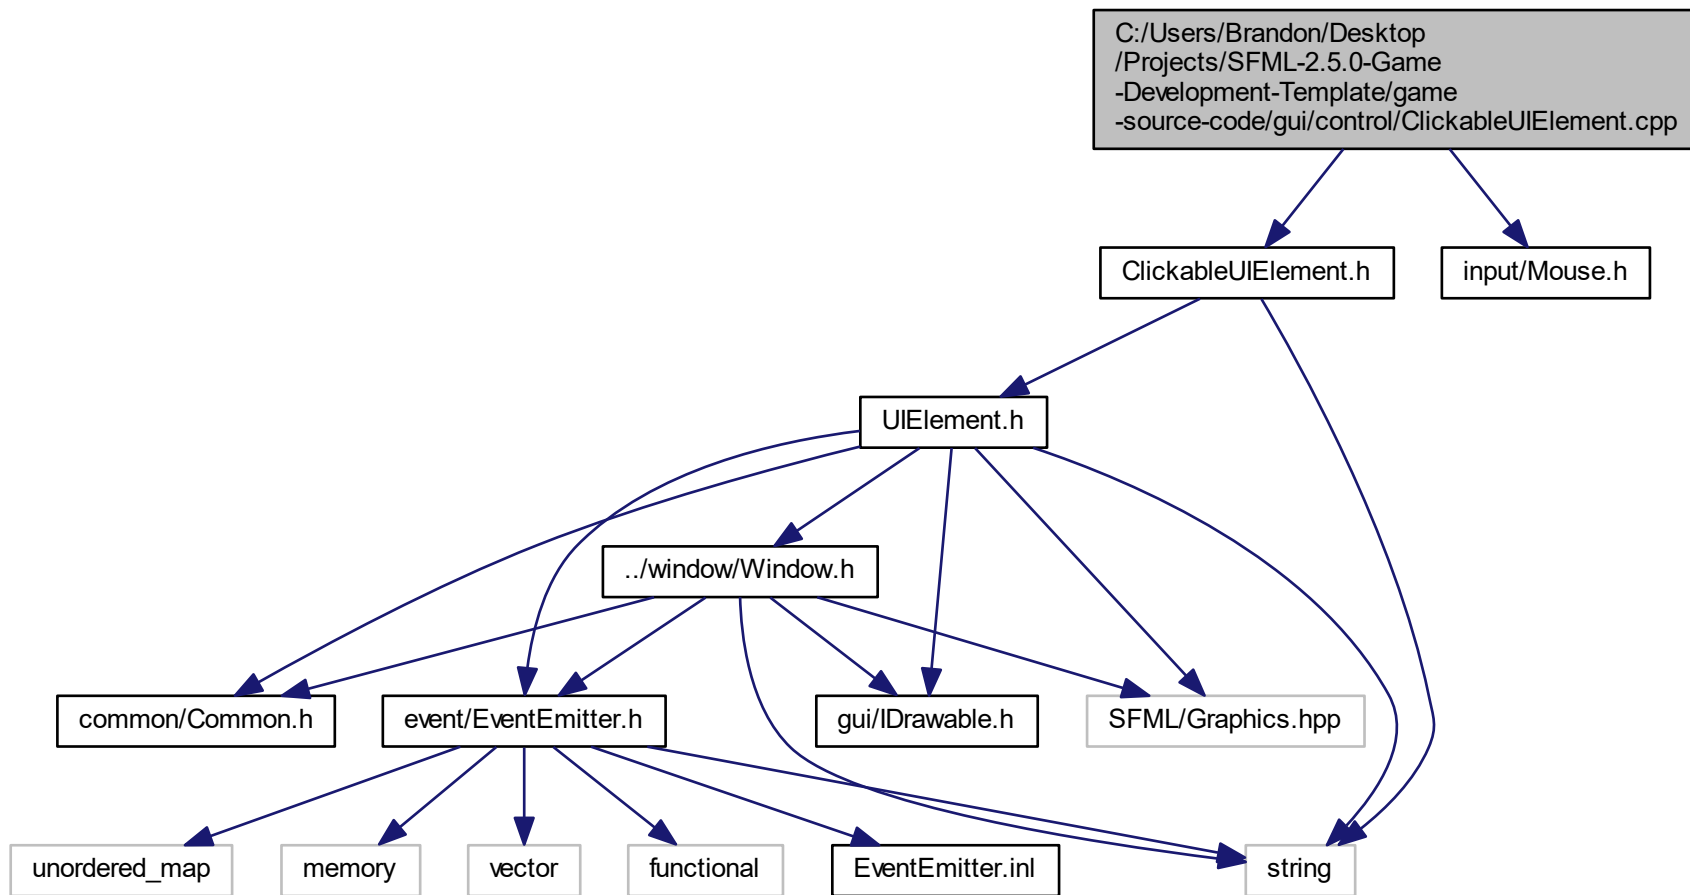 C:/Users/Brandon/Desktop
/Projects/SFML-2.5.0-Game
-Development-Template/game
-source-code/gui/control/ClickableUIElement.cpp
ClickableUIElement.h
input/Mouse.h
UIElement.h
../window/Window.h
common/Common.h
event/EventEmitter.h
gui/IDrawable.h
SFML/Graphics.hpp
unordered_map
memory
vector
functional
EventEmitter.inl
string